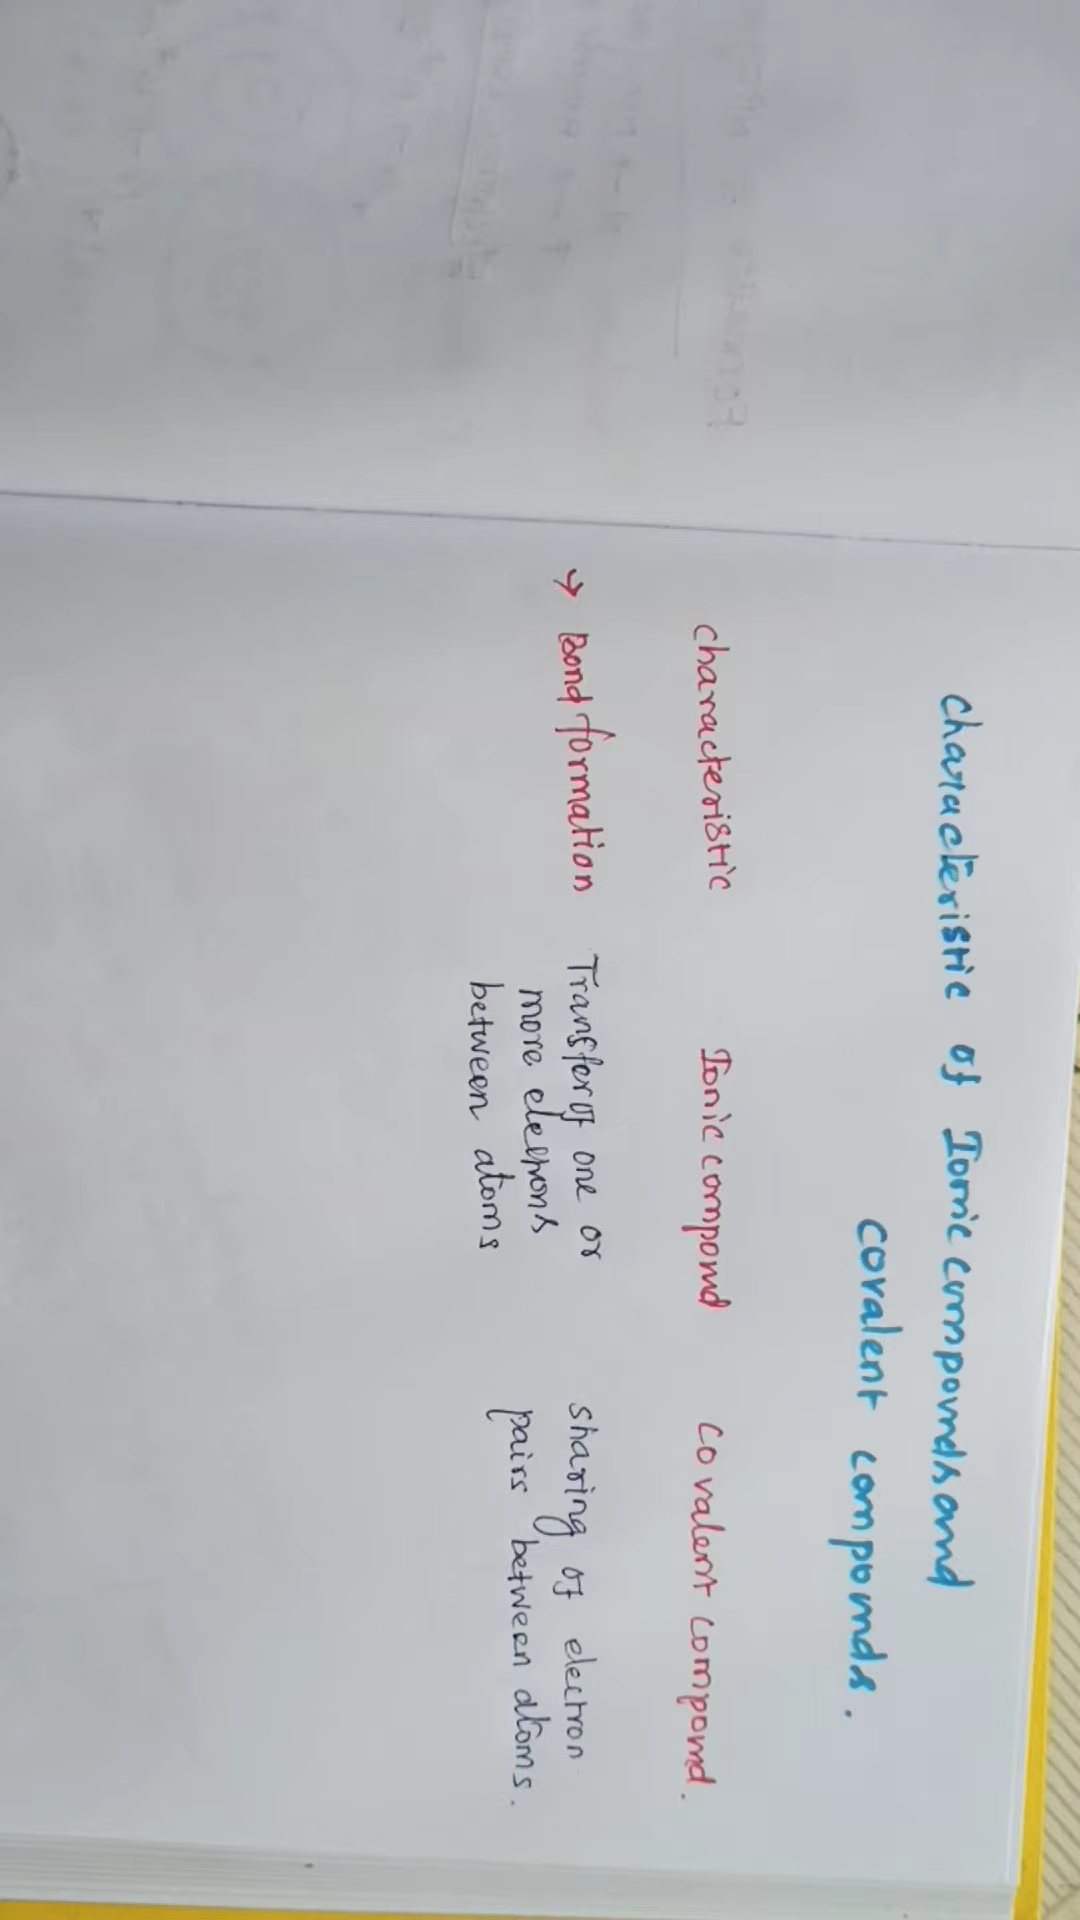 characteristic of Ionic compounds and
covalent compounds.
characteristic Ionic compound covalent compound.
→ Bond formation Transfer of one or sharing of electron
more electrons pairs between atoms.
between atoms